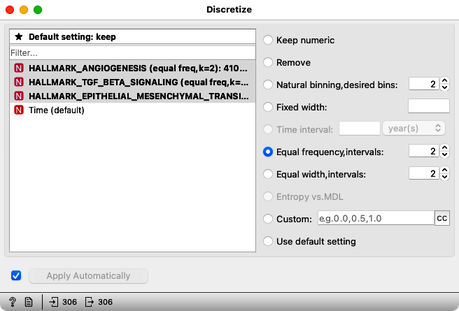 Discretize
★ Default setting: keep
Filter...
N HALLMARK_ANGIOGENESIS (equal freq,k=2): 410...
N HALLMARK_TGF_BETA_SIGNALING (equal freq,k=...
N HALLMARK_EPITHELIAL_MESENCHYMAL_TRANSI...
N Time (default)
Keep numeric
Remove
Natural binning,desired bins: 2
Fixed width:
Time interval: year(s)
Equal frequency,intervals: 2
Equal width,intervals: 2
Entropy vs.MDL
Custom: e.g.0.0,0.5,1.0 CC
Use default setting
Apply Automatically
? 306 306